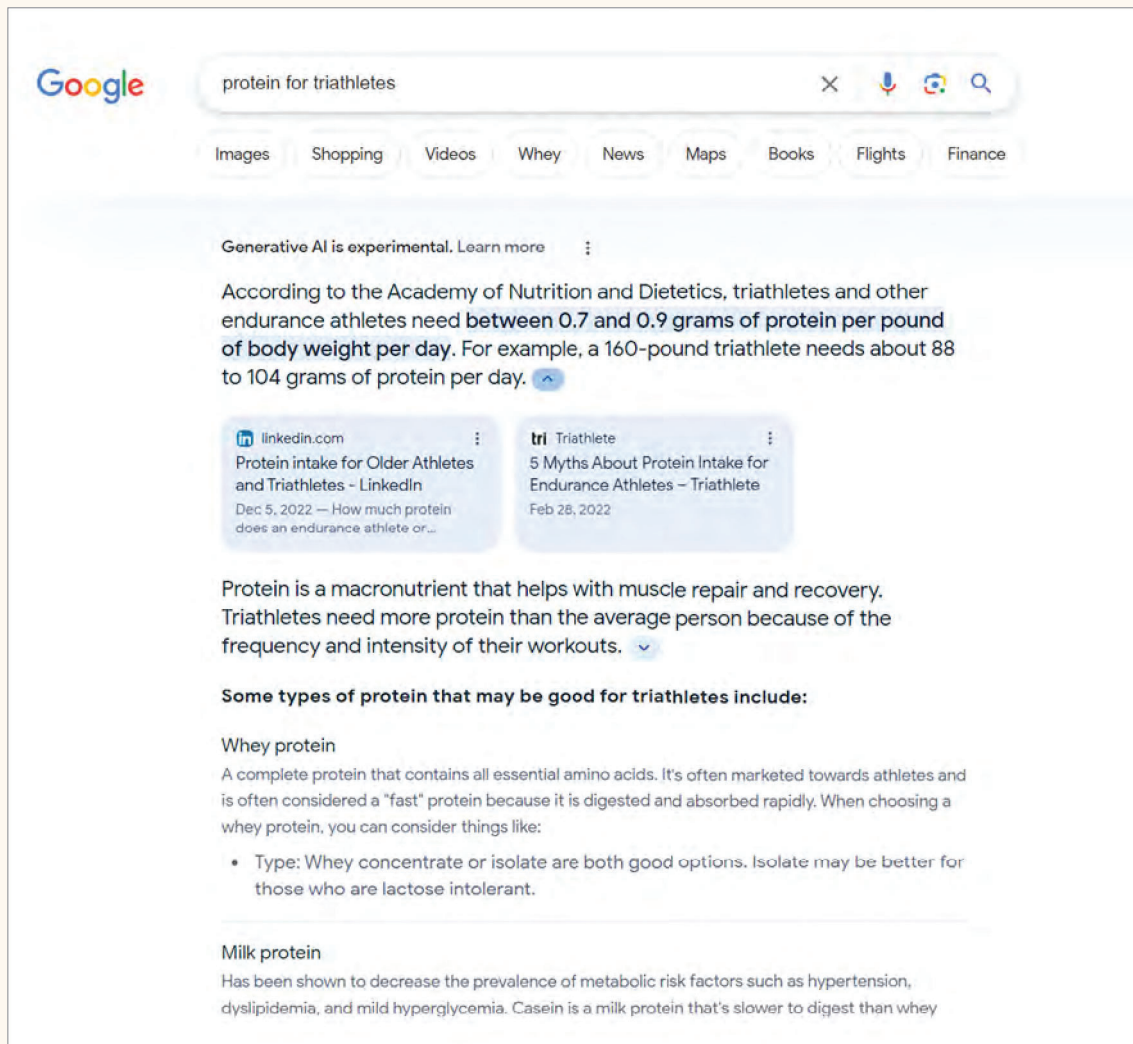 Google
protein for triathletes
Images Shopping Videos Whey News Maps Books Flights Finance
Generative AI is experimental. Learn more
According to the Academy of Nutrition and Dietetics, triathletes and other
endurance athletes need between 0.7 and 0.9 grams of protein per pound
of body weight per day. For example, a 160-pound triathlete needs about 88
to 104 grams of protein per day.
in linkedin.com
Protein intake for Older Athletes
and Triathletes - LinkedIn
Dec 5, 2022 — How much protein
does an endurance athlete or...
tri Triathlete
5 Myths About Protein Intake for
Endurance Athletes – Triathlete
Feb 28, 2022
Protein is a macronutrient that helps with muscle repair and recovery.
Triathletes need more protein than the average person because of the
frequency and intensity of their workouts.
Some types of protein that may be good for triathletes include:
Whey protein
A complete protein that contains all essential amino acids. It's often marketed towards athletes and
is often considered a "fast" protein because it is digested and absorbed rapidly. When choosing a
whey protein, you can consider things like:
• Type: Whey concentrate or isolate are both good options. Isolate may be better for
those who are lactose intolerant.
Milk protein
Has been shown to decrease the prevalence of metabolic risk factors such as hypertension,
dyslipidemia, and mild hyperglycemia. Casein is a milk protein that's slower to digest than whey